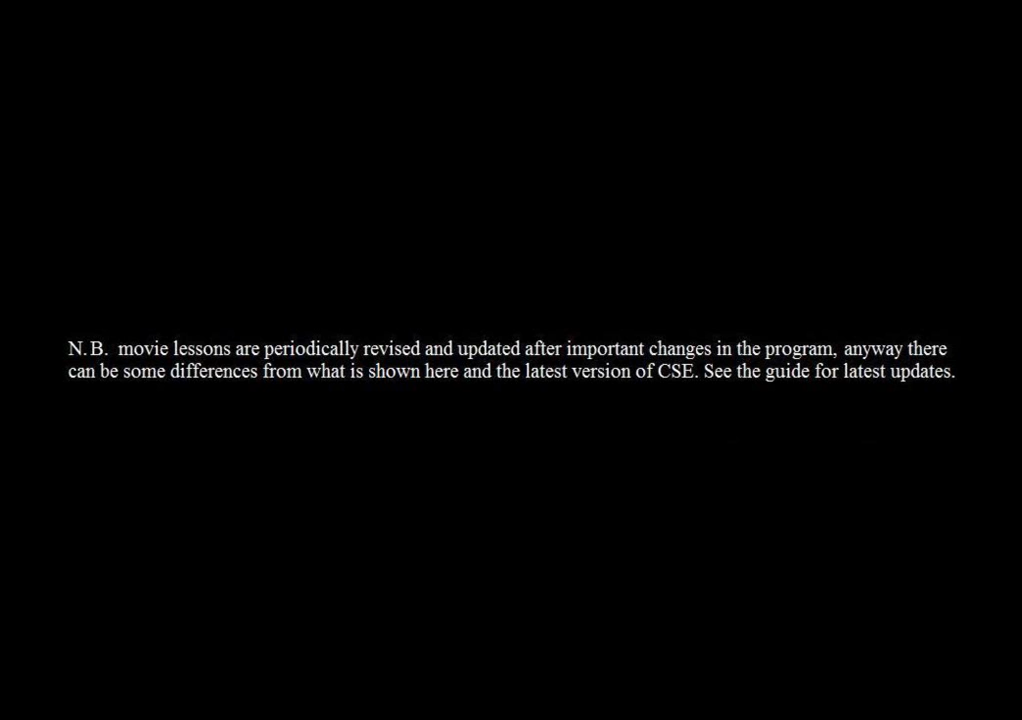 N.B. movie lessons are periodically revised and updated after important changes in the program, anyway there
can be some differences from what is shown here and the latest version of CSE. See the guide for latest updates.